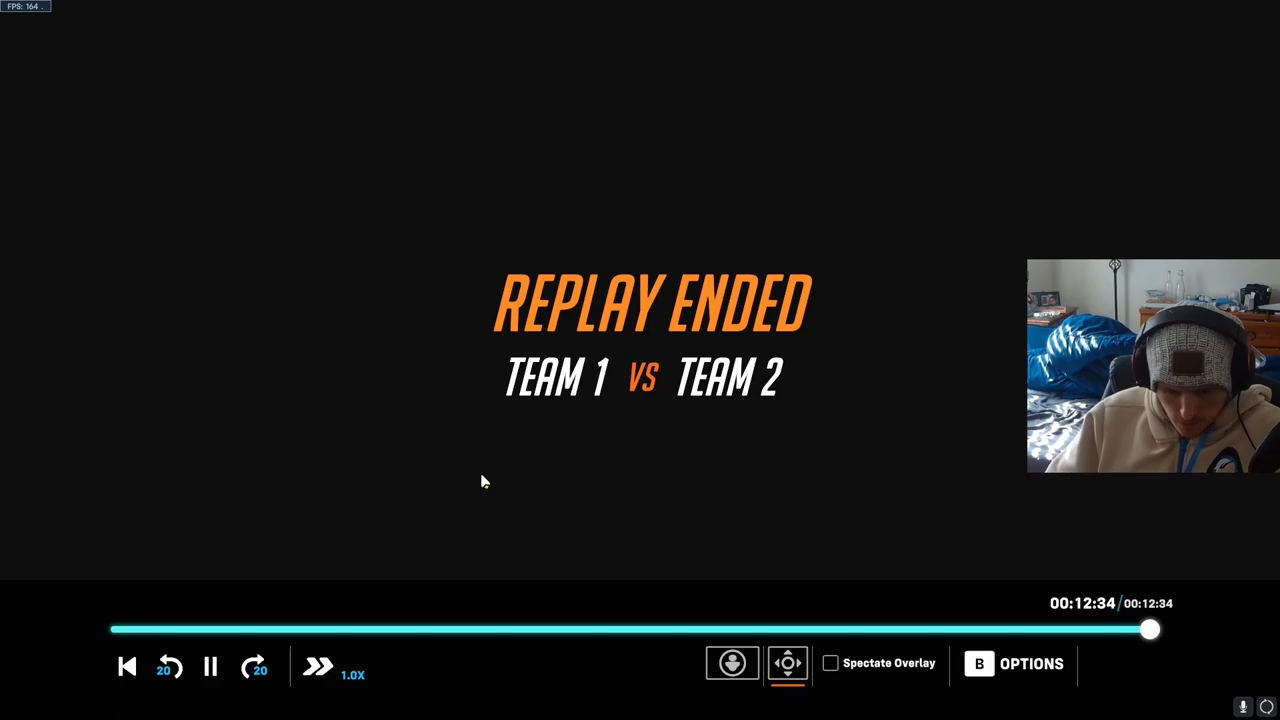 FPS: 164 .
REPLAY ENDED
TEAM 1 VS TEAM 2
00:12:34/00:12:34
20
20
1.0X
Spectate Overlay
B OPTIONS